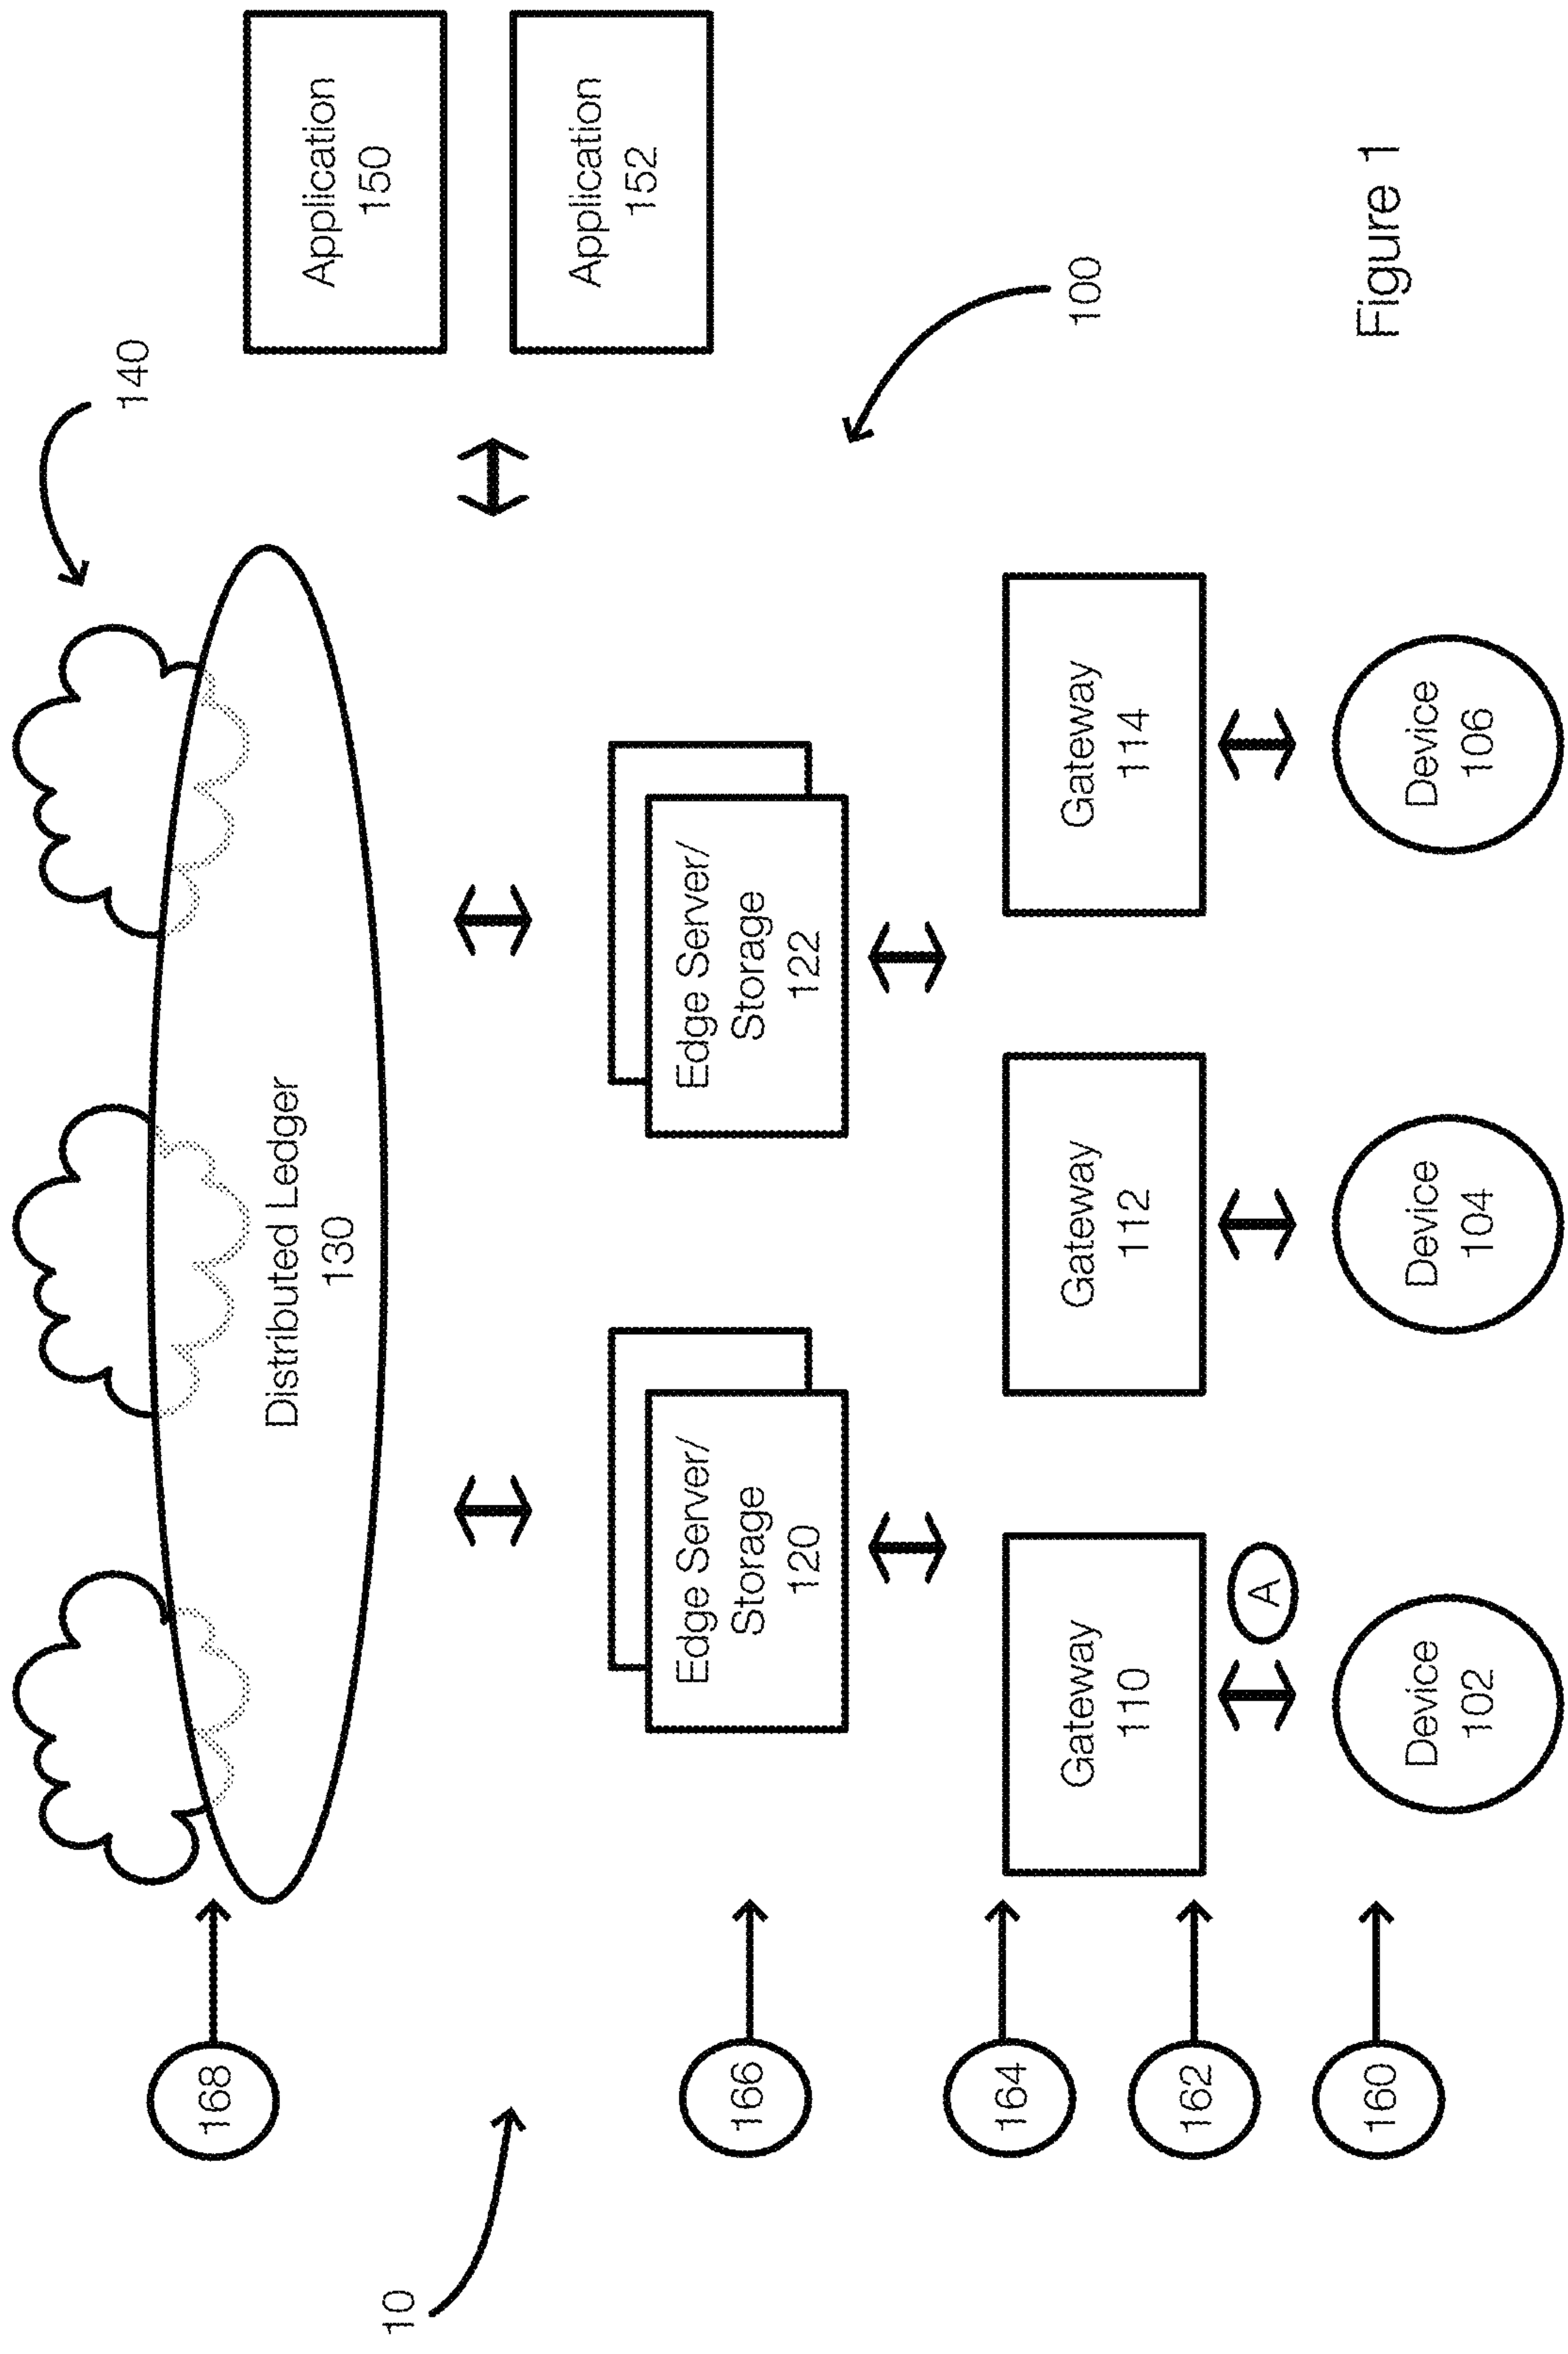 140
Application
150
Application
152
Distributed Ledger
130
168
10
100
Edge Server/
Storage
120
Edge Server/
Storage
122
166
Gateway
110
Gateway
112
Gateway
114
164
162
A
Device
102
Device
104
Device
106
160
Figure 1